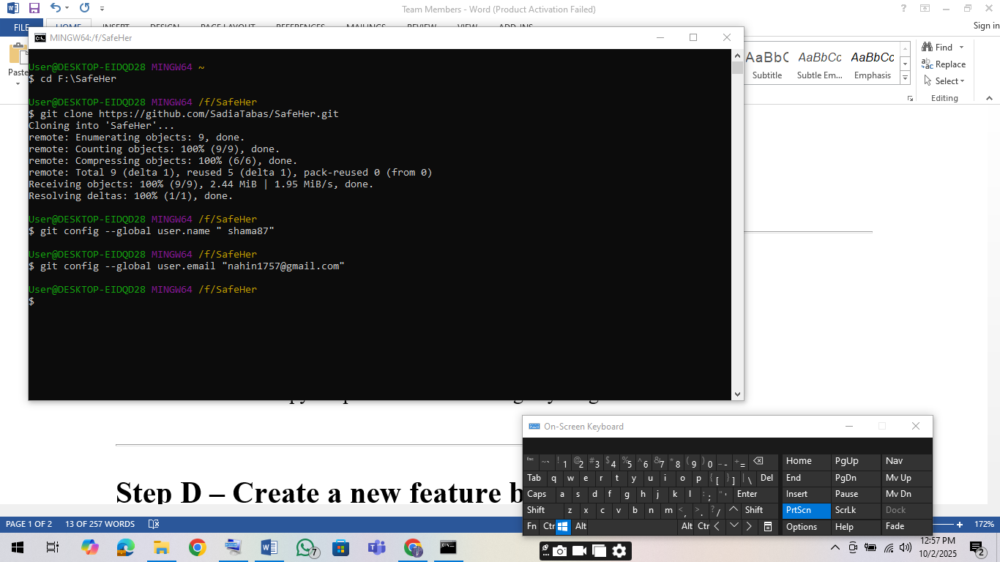 Team Members - Word (Product Activation Failed)
FILE HOME INSERT DESIGN PAGE LAYOUT REFERENCES MAILINGS REVIEW VIEW ADD-INS Sign in
MINGW64:/f/SafeHer
Paste
AaBbC AaBbCc AaBbCc
Subtitle Subtle Em... Emphasis
Find
Replace
Select
Editing
User@DESKTOP-EIDQD28 MINGW64 ~
$ cd F:\SafeHer
User@DESKTOP-EIDQD28 MINGW64 /f/SafeHer
$ git clone https://github.com/SadiaTabas/SafeHer.git
Cloning into 'SafeHer'...
remote: Enumerating objects: 9, done.
remote: Counting objects: 100% (9/9), done.
remote: Compressing objects: 100% (6/6), done.
remote: Total 9 (delta 1), reused 5 (delta 1), pack-reused 0 (from 0)
Receiving objects: 100% (9/9), 2.44 MiB | 1.95 MiB/s, done.
Resolving deltas: 100% (1/1), done.
User@DESKTOP-EIDQD28 MINGW64 /f/SafeHer
$ git config --global user.name " shama87"
User@DESKTOP-EIDQD28 MINGW64 /f/SafeHer
$ git config --global user.email "nahin1757@gmail.com"
User@DESKTOP-EIDQD28 MINGW64 /f/SafeHer
$
Step D – Create a new feature b
On-Screen Keyboard
Esc ~` !1 @2 #3 $4 %5 ^6 &7 *8 (9 )0 _- += Home PgUp Nav
Tab q w e r t y u i o p {[ }] |\ Del End PgDn Mv Up
Caps a s d f g h j k l :; "' Enter Insert Pause Mv Dn
Shift z x c v b n m <, >. ?/ Shift PrtScn ScrLk Dock
Fn Ctr Alt Alt Ctr Options Help Fade
PAGE 1 OF 2 13 OF 257 WORDS 172%
7
12:57 PM
10/2/2025
2